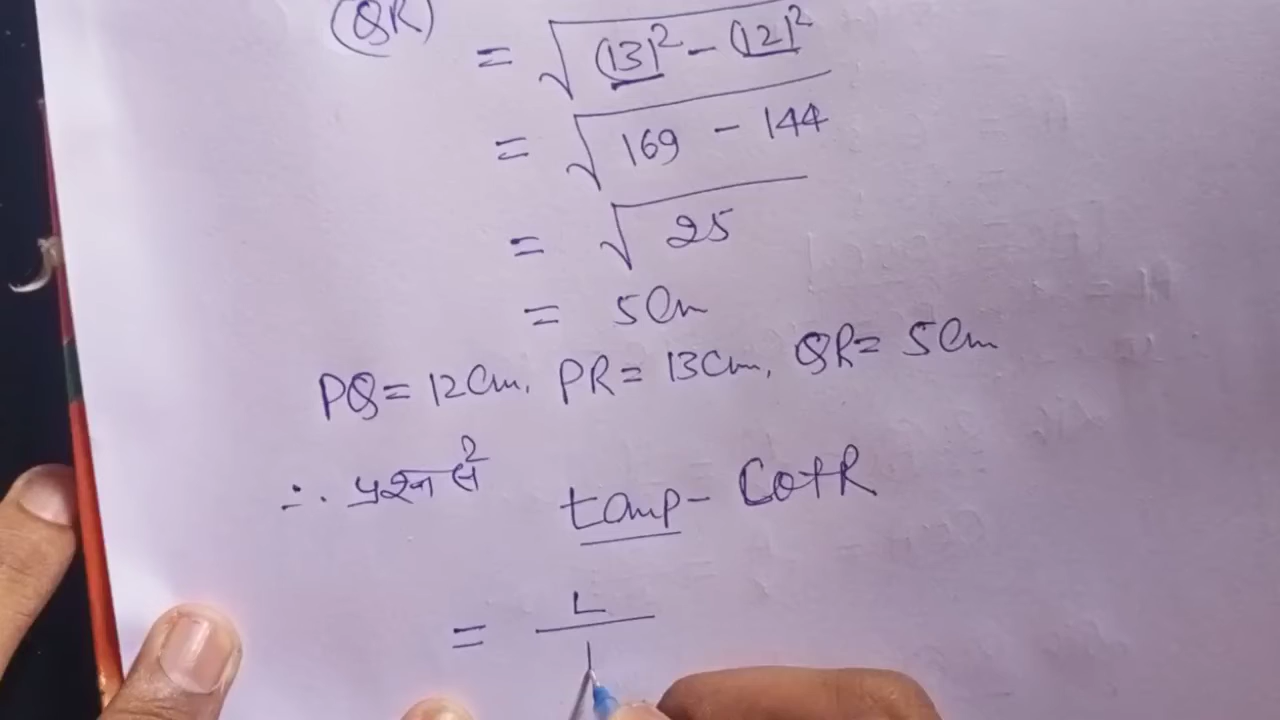 (QR) = √(13)² - (12)²
= √169 - 144
= √25
= 5Cm
PQ = 12Cm, PR = 13Cm, QR = 5Cm
∴ प्रश्न से tanp - CotR
= L